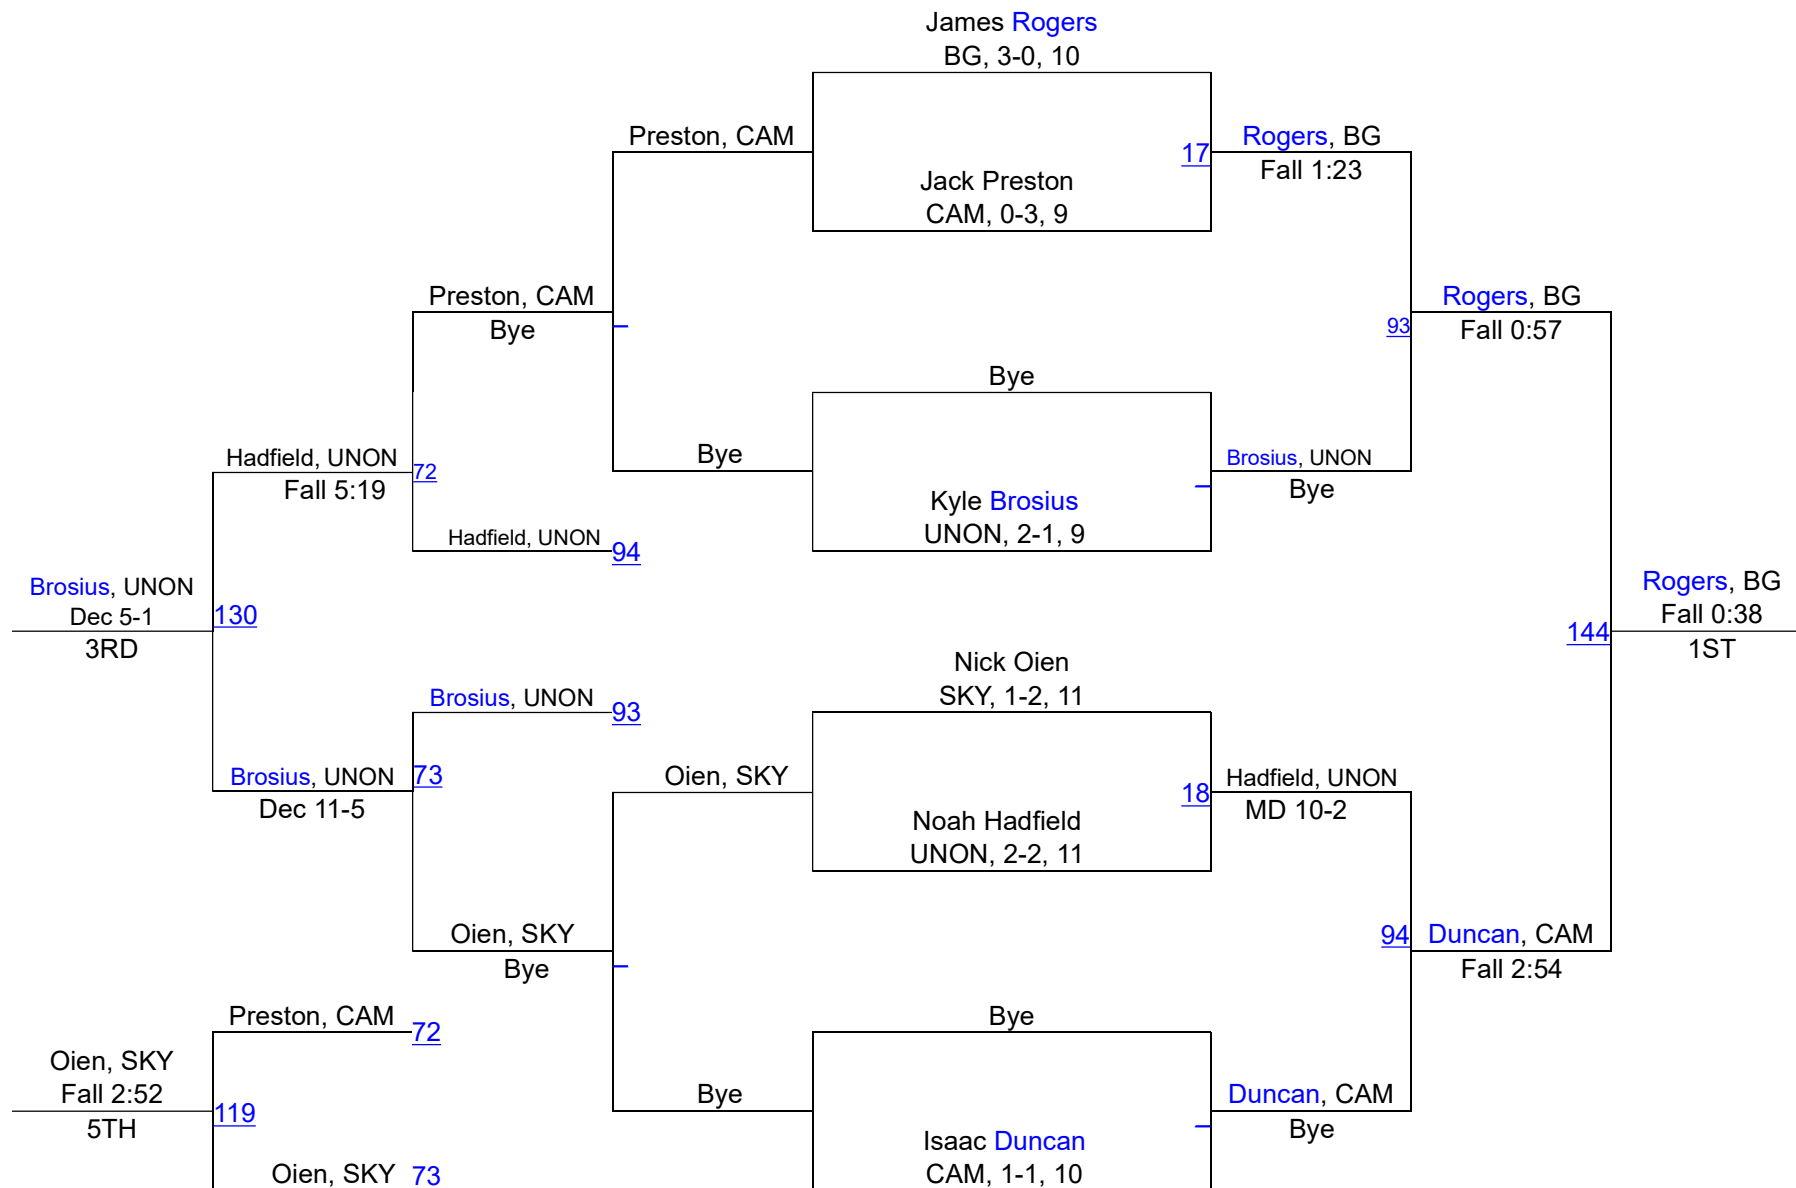 James Rogers
BG, 3-0, 10
Preston, CAM
17
Rogers, BG
Fall 1:23
Jack Preston
CAM, 0-3, 9
Preston, CAM
Bye
93
Rogers, BG
Fall 0:57
Bye
Hadfield, UNON
Fall 5:19
72
Bye
Kyle Brosius
UNON, 2-1, 9
Brosius, UNON
Bye
Hadfield, UNON
94
Brosius, UNON
Dec 5-1
3RD
130
144
Rogers, BG
Fall 0:38
1ST
Nick Oien
SKY, 1-2, 11
Brosius, UNON
93
Brosius, UNON
Dec 11-5
73
Oien, SKY
18
Hadfield, UNON
MD 10-2
Noah Hadfield
UNON, 2-2, 11
Oien, SKY
Bye
94
Duncan, CAM
Fall 2:54
Preston, CAM
72
Bye
Oien, SKY
Fall 2:52
5TH
119
Bye
Duncan, CAM
Bye
Isaac Duncan
CAM, 1-1, 10
Oien, SKY
73